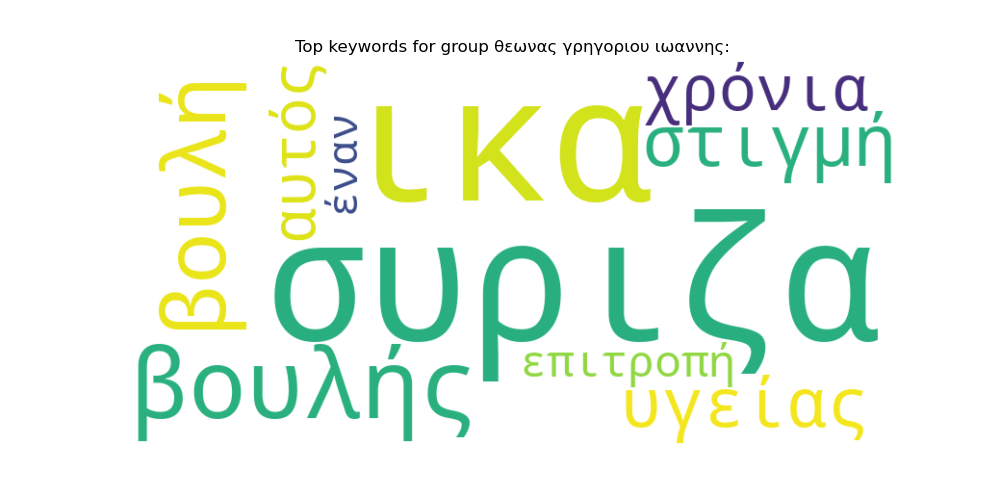 Top keywords for group θεωνας γρηγοριου ιωαννης:
βουλή
αυτός
έναν
ικα
χρόνια
στιγμή
συριζα
βουλής
επιτροπή
υγείας